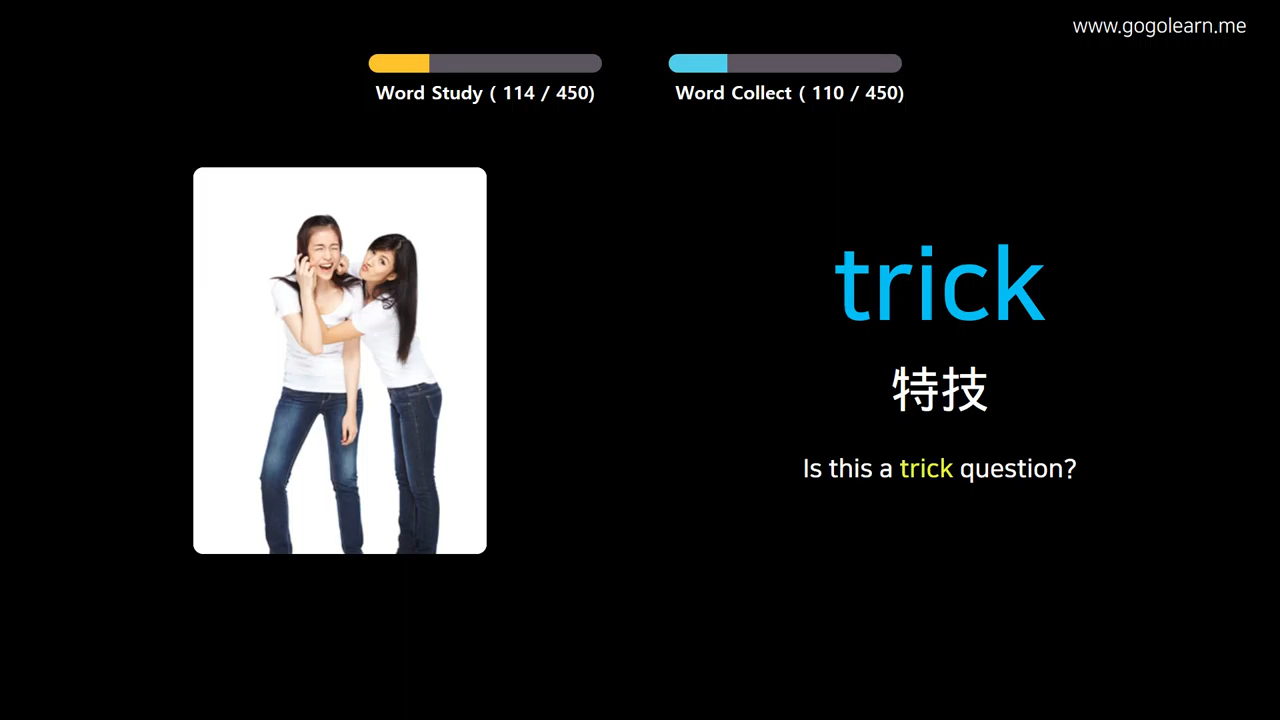 www.gogolearn.me
Word Study ( 114 / 450)
Word Collect ( 110 / 450)
trick
特技
Is this a trick question?